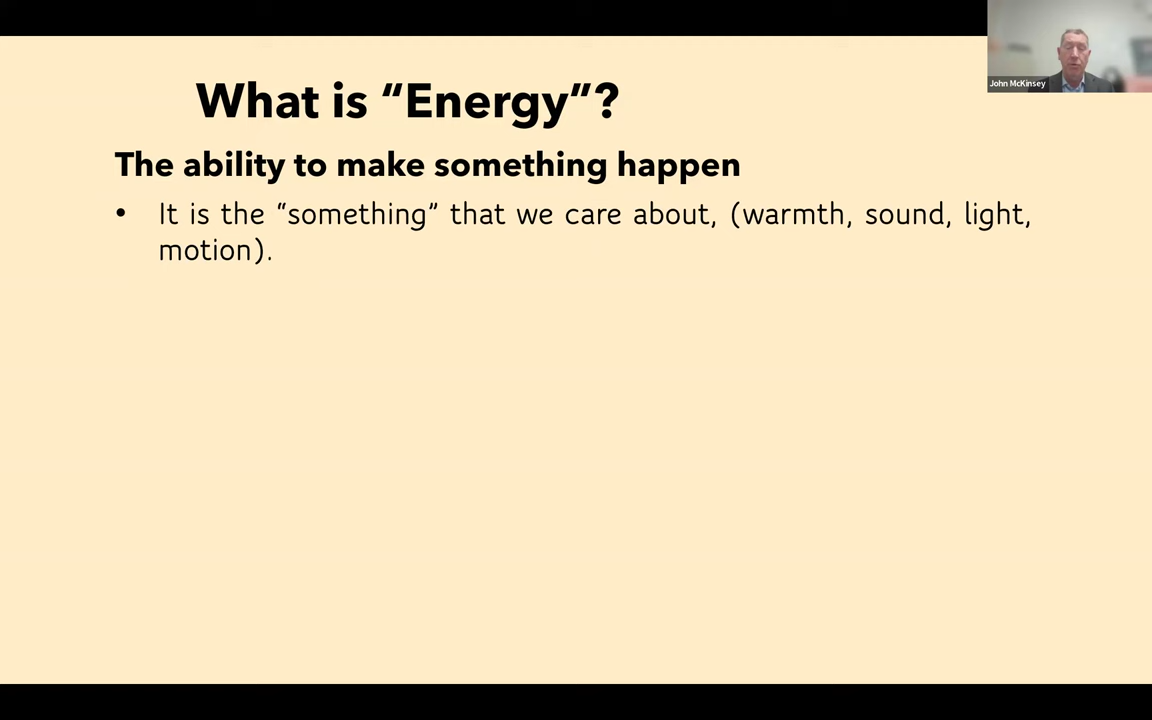 John McKinsey
What is “Energy”?
The ability to make something happen
• It is the “something” that we care about, (warmth, sound, light,
motion).